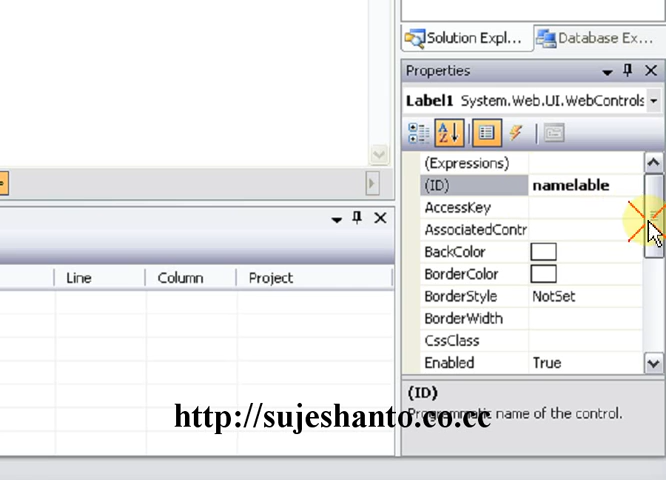 Solution Expl... Database Ex...
Properties
Label1 System.Web.UI.WebControls
(Expressions)
(ID) namelable
AccessKey
AssociatedContr
BackColor
BorderColor
BorderStyle NotSet
BorderWidth
CssClass
Enabled True
Line Column Project
(ID)
Programmatic name of the control.
http://sujeshanto.co.cc